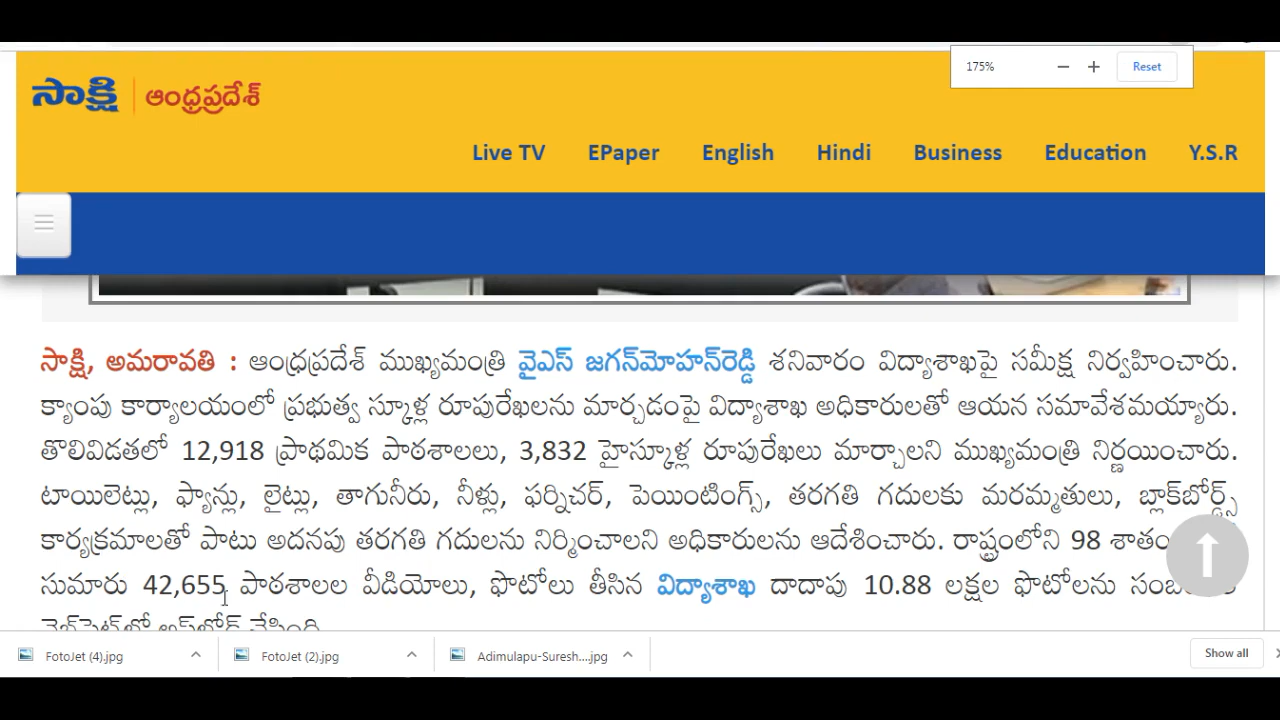 175% − + Reset
సాక్షి ఆంధ్రప్రదేశ్
Live TV EPaper English Hindi Business Education Y.S.R
సాక్షి, అమరావతి : ఆంధ్రప్రదేశ్ ముఖ్యమంత్రి వైఎస్ జగన్‌మోహన్‌రెడ్డి శనివారం విద్యాశాఖపై సమీక్ష నిర్వహించారు.
క్యాంపు కార్యాలయంలో ప్రభుత్వ స్కూళ్ల రూపురేఖలను మార్చడంపై విద్యాశాఖ అధికారులతో ఆయన సమావేశమయ్యారు.
తొలివిడతలో 12,918 ప్రాథమిక పాఠశాలలు, 3,832 హైస్కూళ్ల రూపురేఖలు మార్చాలని ముఖ్యమంత్రి నిర్ణయించారు.
టాయిలెట్లు, ఫ్యాన్లు, లైట్లు, తాగునీరు, నీళ్లు, ఫర్నిచర్, పెయింటింగ్స్, తరగతి గదులకు మరమ్మతులు, బ్లాక్‌బోర్డ్స్
కార్యక్రమాలతో పాటు అదనపు తరగతి గదులను నిర్మించాలని అధికారులను ఆదేశించారు. రాష్ట్రంలోని 98
సుమారు 42,655 పాఠశాలల వీడియోలు, ఫొటోలు తీసిన విద్యాశాఖ దాదాపు 10.88 లక్షల ఫొటోలను
FotoJet (4).jpg FotoJet (2).jpg Adimulapu-Suresh....jpg Show all